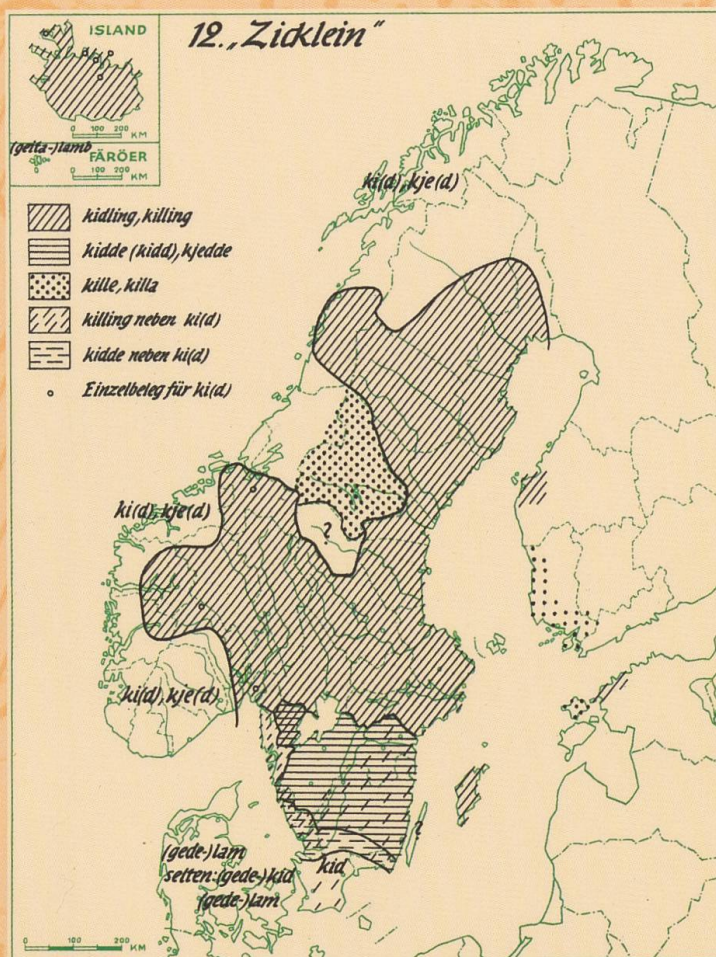 12. „Zicklein“
ISLAND
0 100 200
KM
(geita-)lamb
FÄRÖER
0 100 200
KM
kidling, killing
kidde (kidd), kjedde
kille, killa
killing neben ki(d)
kidde neben ki(d)
Einzelbeleg für ki(d)
ki(d), kje(d)
ki(d), kje(d)
?
ki(d), kje(d)
?
kid
(gede-)lam
selten: (gede-)kid
(gede-)lam
0 100 200 KM